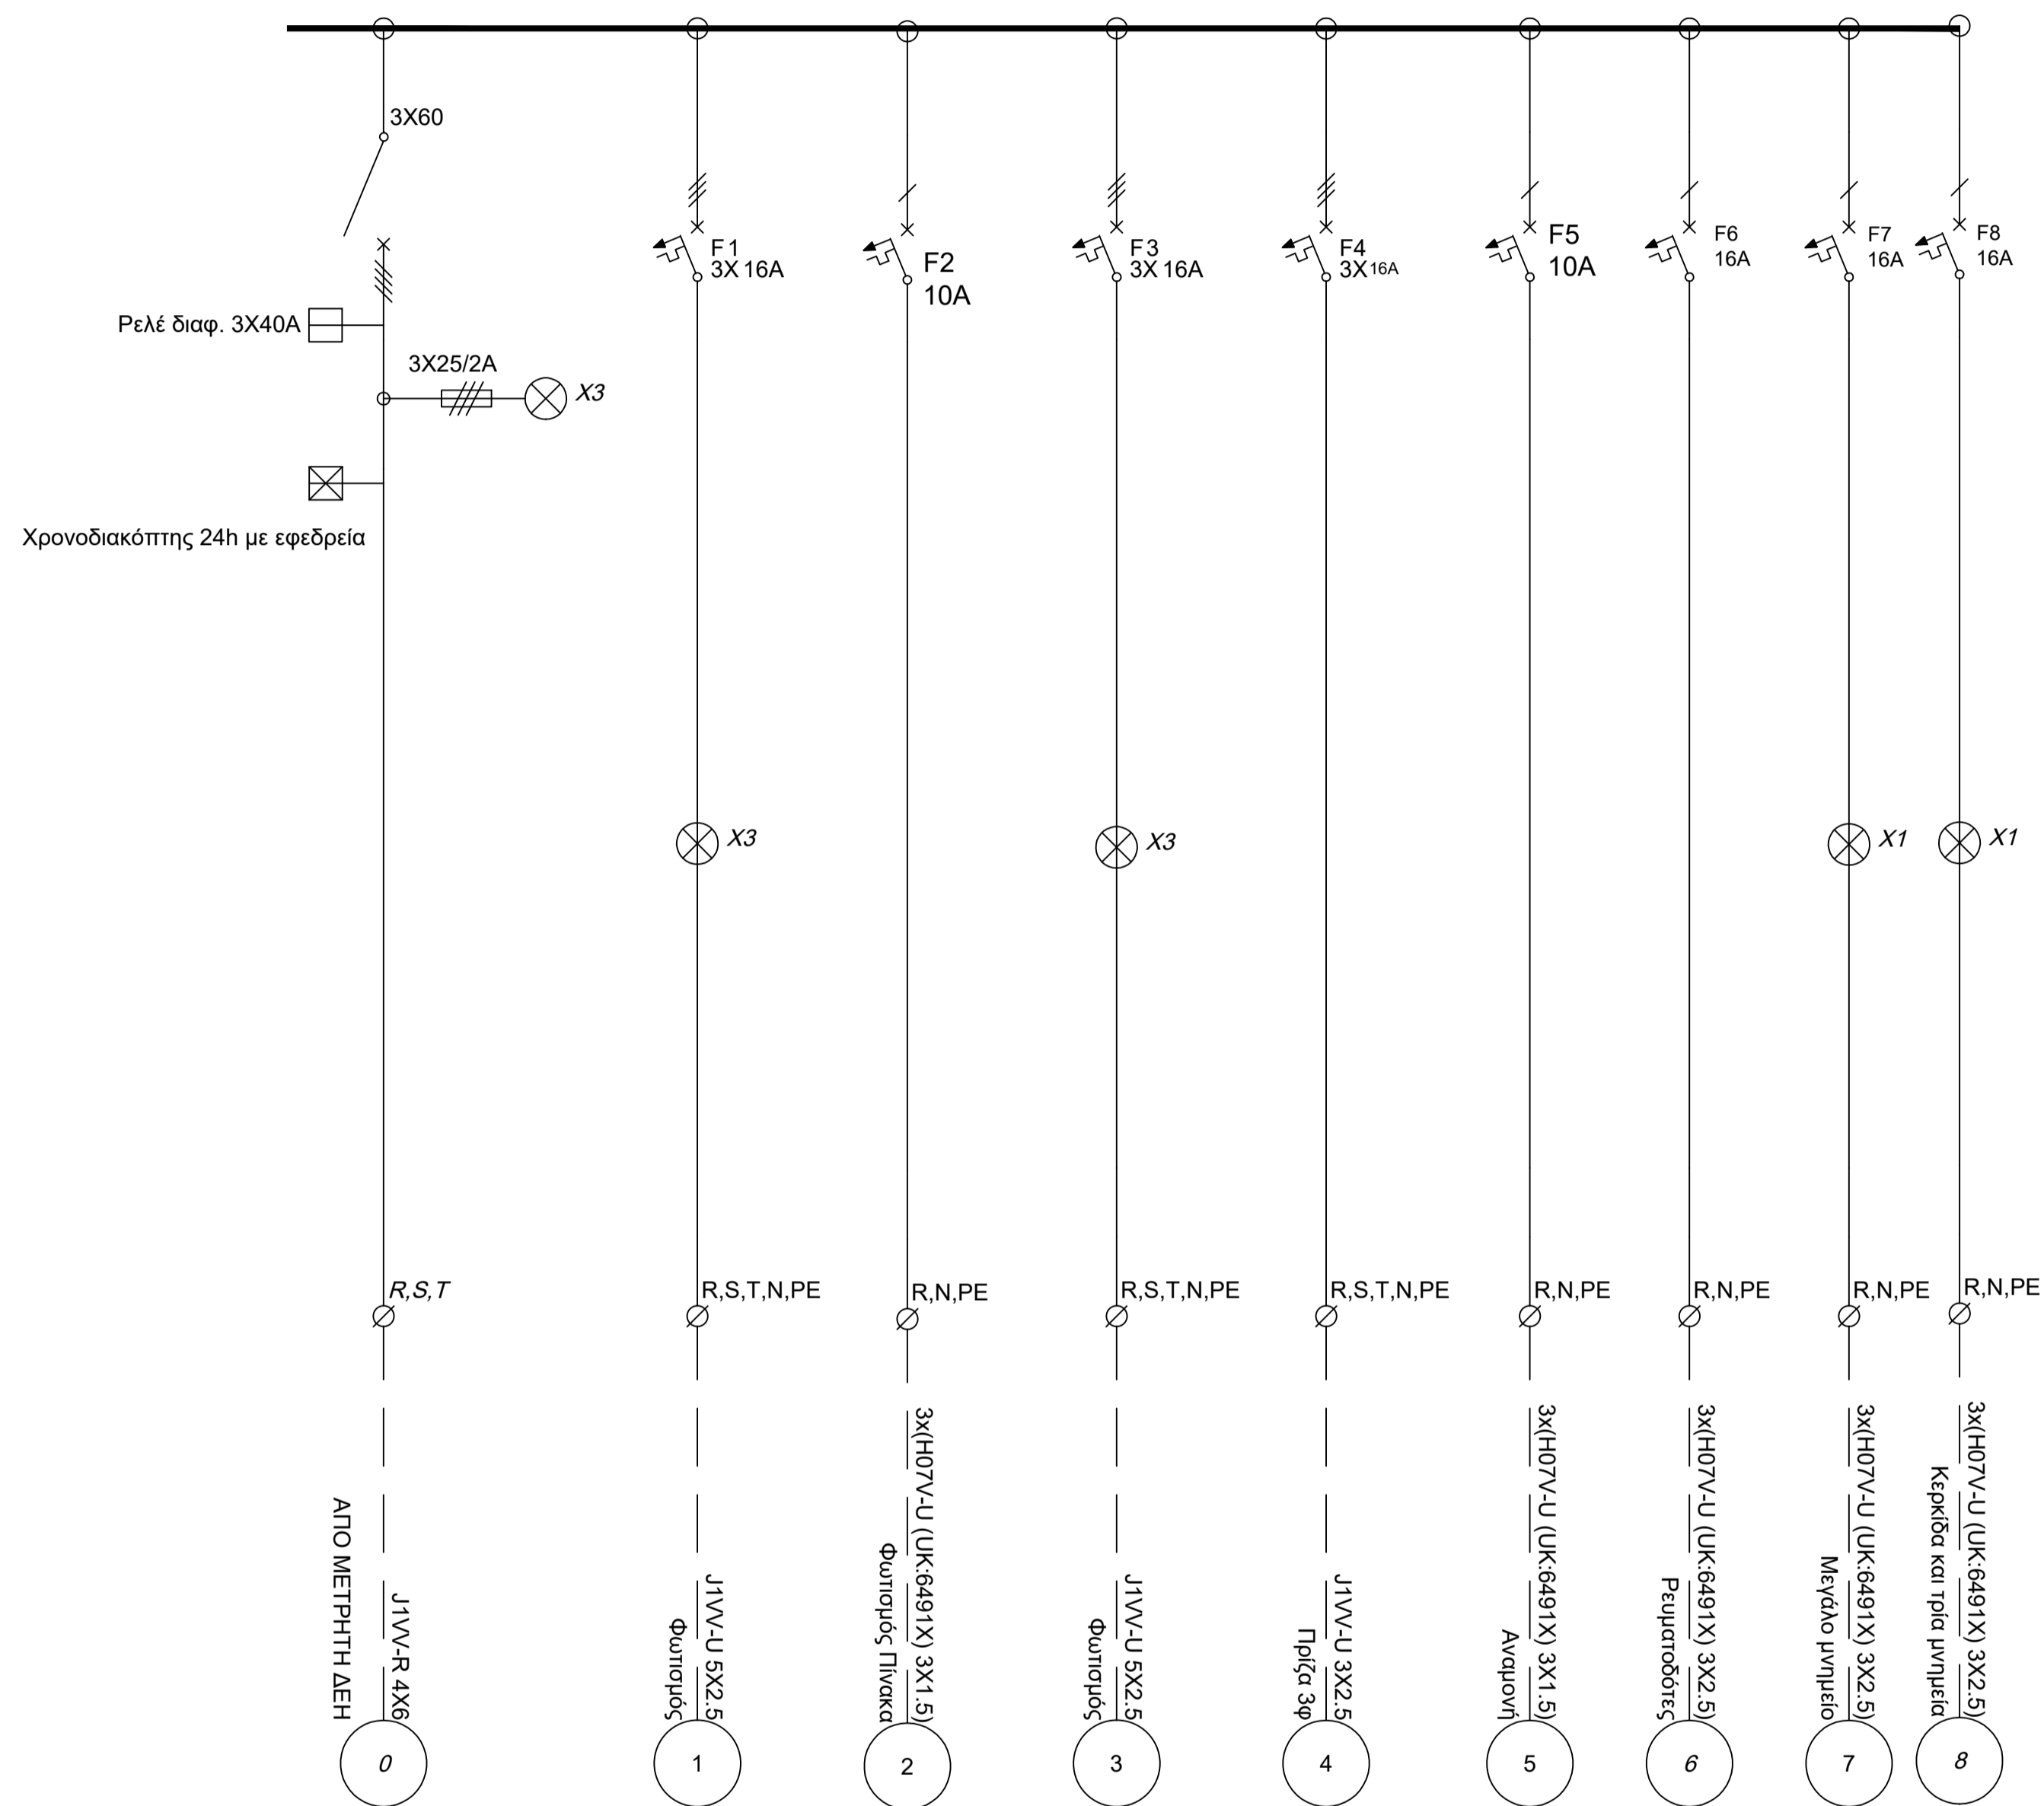 3X60
F1
3X 16A
F2
10A
F3
3X 16A
F4
3X 16A
F5
10A
F6
16A
F7
16A
F8
16A
Ρελέ διαφ. 3X40A
3X25/2A
X3
Χρονοδιακόπτης 24h με εφεδρεία
X3
X3
X1
X1
R,S,T
R,S,T,N,PE
R,N,PE
R,S,T,N,PE
R,S,T,N,PE
R,N,PE
R,N,PE
R,N,PE
R,N,PE
ΑΠΟ ΜΕΤΡΗΤΗ ΔΕΗ
J1VV-R 4X6
Φωτισμός
J1VV-U 5X2.5
Φωτισμός Πίνακα
3x(H07V-U (UK:6491X) 3X1.5)
Φωτισμός
J1VV-U 5X2.5
Πρίζα 3φ
J1VV-U 3X2.5
Αναμονή
3x(H07V-U (UK:6491X) 3X1.5)
Ρευματοδότες
3x(H07V-U (UK:6491X) 3X2.5)
Μεγάλο μνημείο
3x(H07V-U (UK:6491X) 3X2.5)
Κερκίδα και τρία μνημεία
3x(H07V-U (UK:6491X) 3X2.5)
0
1
2
3
4
5
6
7
8